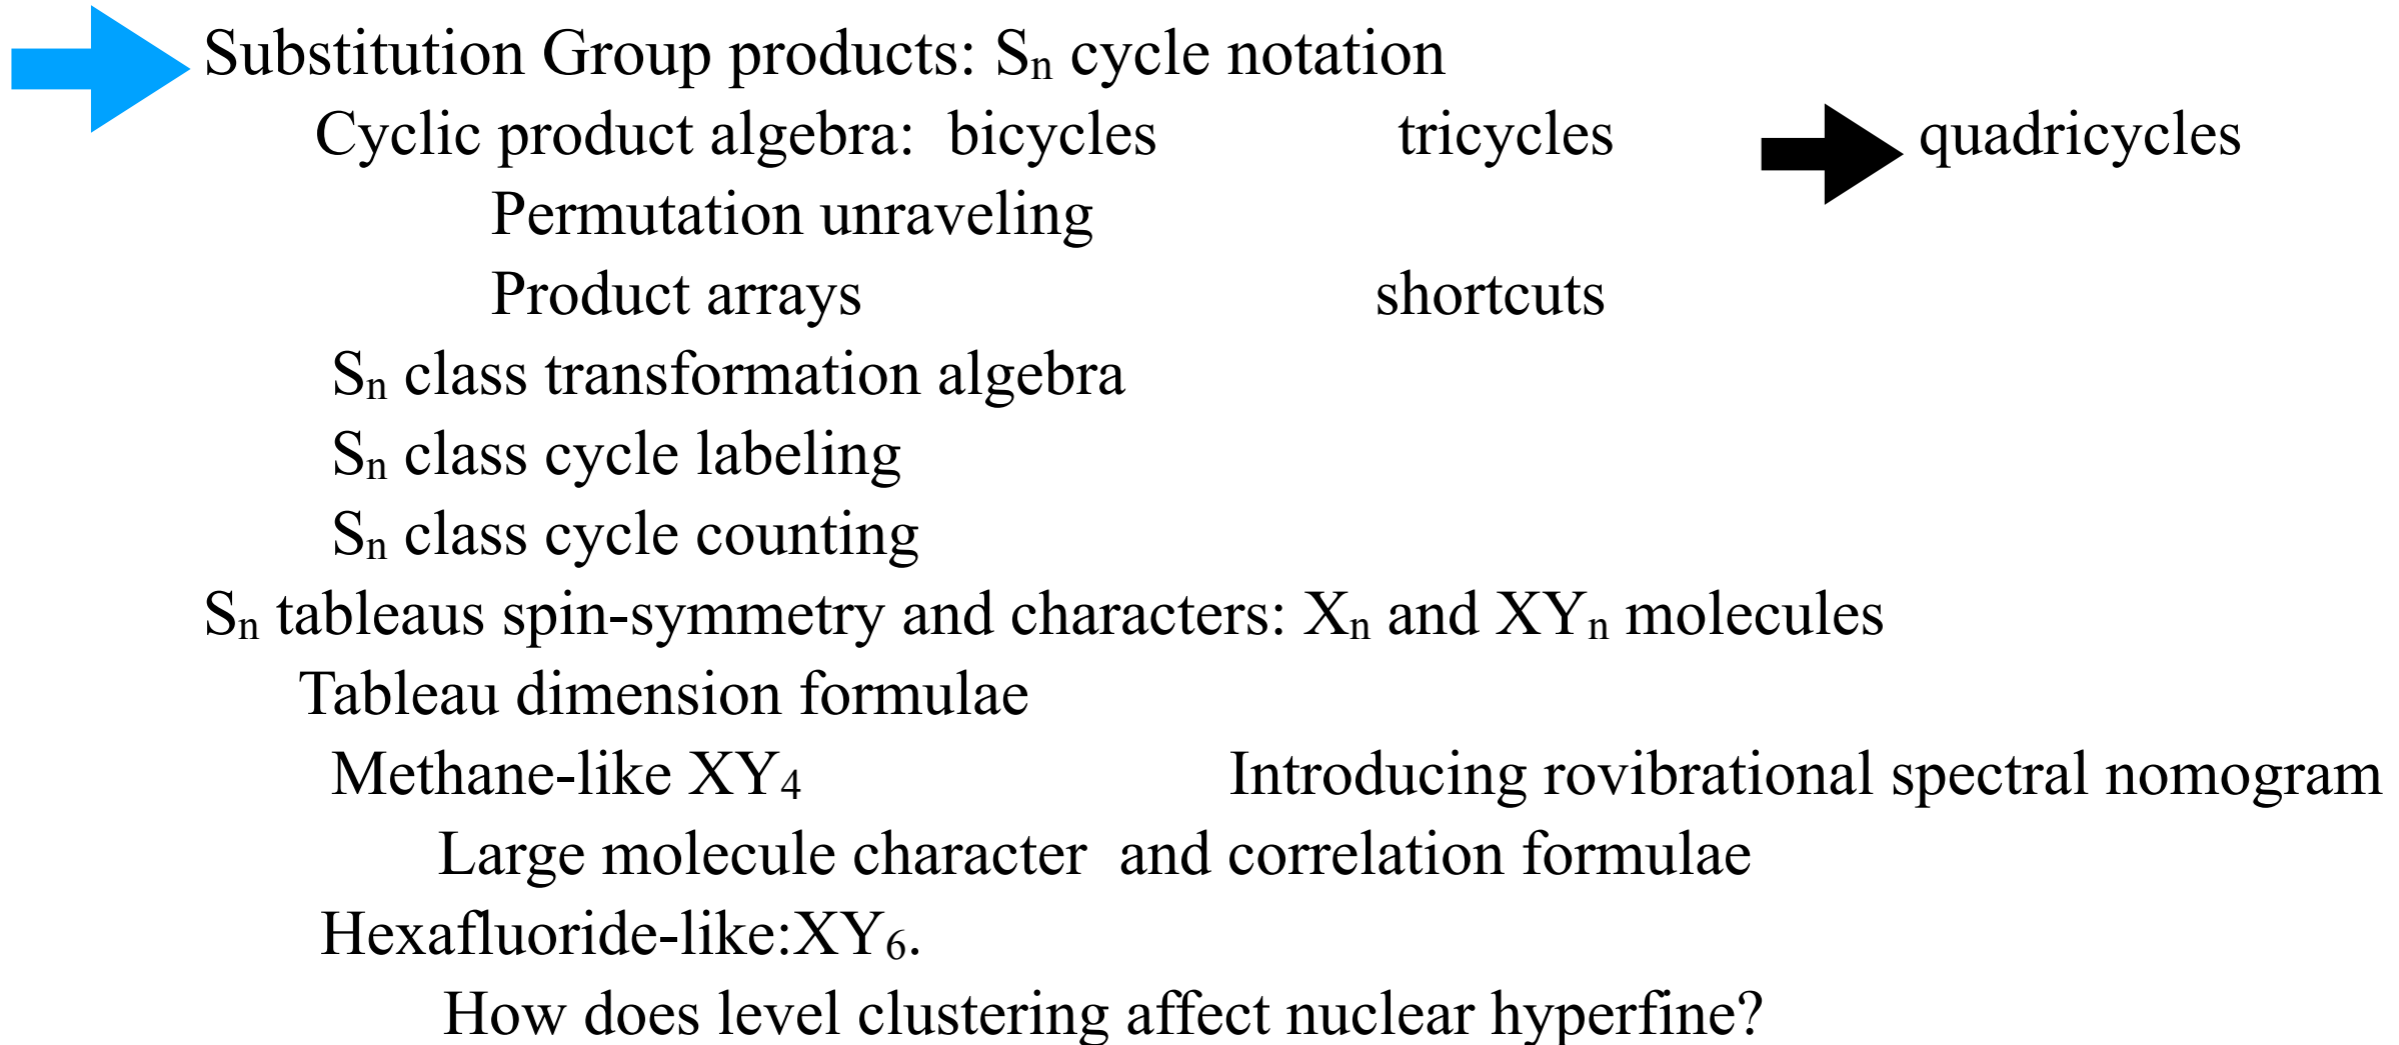 Substitution Group products: Sₙ cycle notation
Cyclic product algebra: bicycles tricycles quadricycles
Permutation unraveling
Product arrays shortcuts
Sₙ class transformation algebra
Sₙ class cycle labeling
Sₙ class cycle counting
Sₙ tableaus spin-symmetry and characters: Xₙ and XYₙ molecules
Tableau dimension formulae
Methane-like XY₄ Introducing rovibrational spectral nomogram
Large molecule character and correlation formulae
Hexafluoride-like:XY₆.
How does level clustering affect nuclear hyperfine?